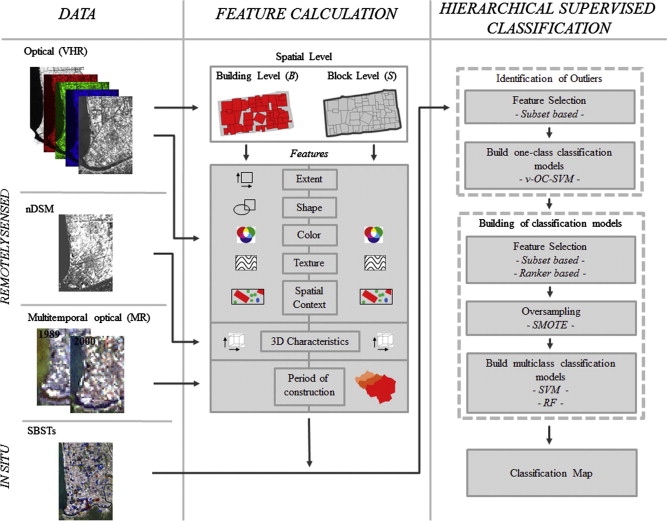 DATA
FEATURE CALCULATION
HIERARCHICAL SUPERVISED
CLASSIFICATION
REMOTELY SENSED
IN SITU
Optical (VHR)
nDSM
Multitemporal optical (MR)
1989
2000
SBSTs
Spatial Level
Building Level (B)
Block Level (S)
Features
Extent
Shape
Color
Texture
Spatial
Context
3D Characteristics
Period of
construction
Identification of Outliers
Feature Selection
- Subset based -
Build one-class classification
models
- ν-OC-SVM -
Building of classification models
Feature Selection
- Subset based -
- Ranker based -
Oversampling
- SMOTE -
Build multiclass classification
models
- SVM -
- RF -
Classification Map